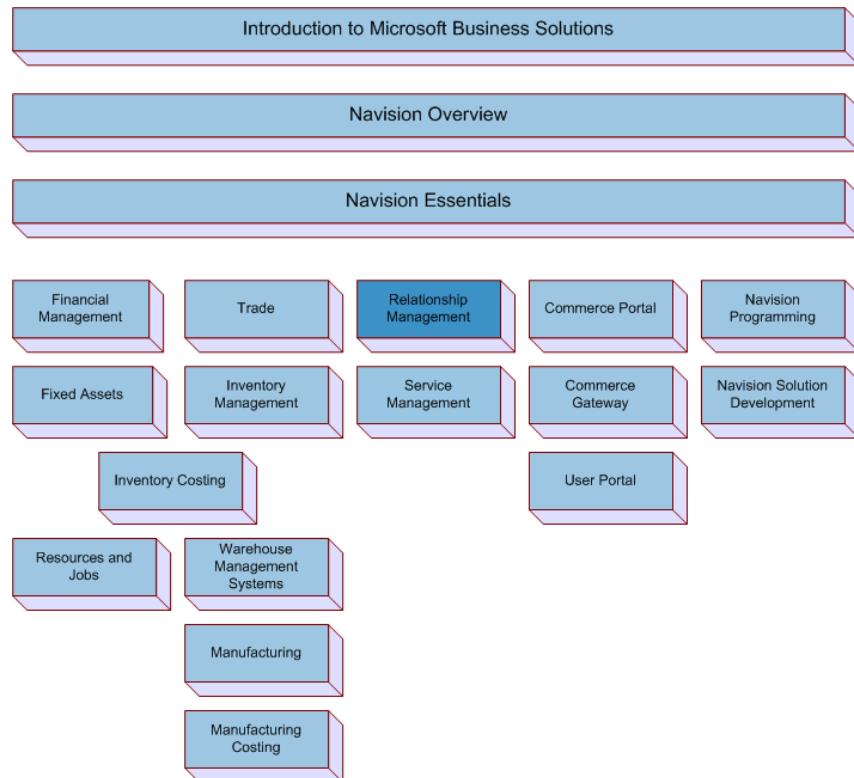 Introduction to Microsoft Business Solutions
Navision Overview
Navision Essentials
Financial
Management
Trade
Relationship
Management
Commerce Portal
Navision
Programming
Fixed Assets
Inventory
Management
Service
Management
Commerce
Gateway
Navision Solution
Development
Inventory Costing
User Portal
Resources and
Jobs
Warehouse
Management
Systems
Manufacturing
Manufacturing
Costing